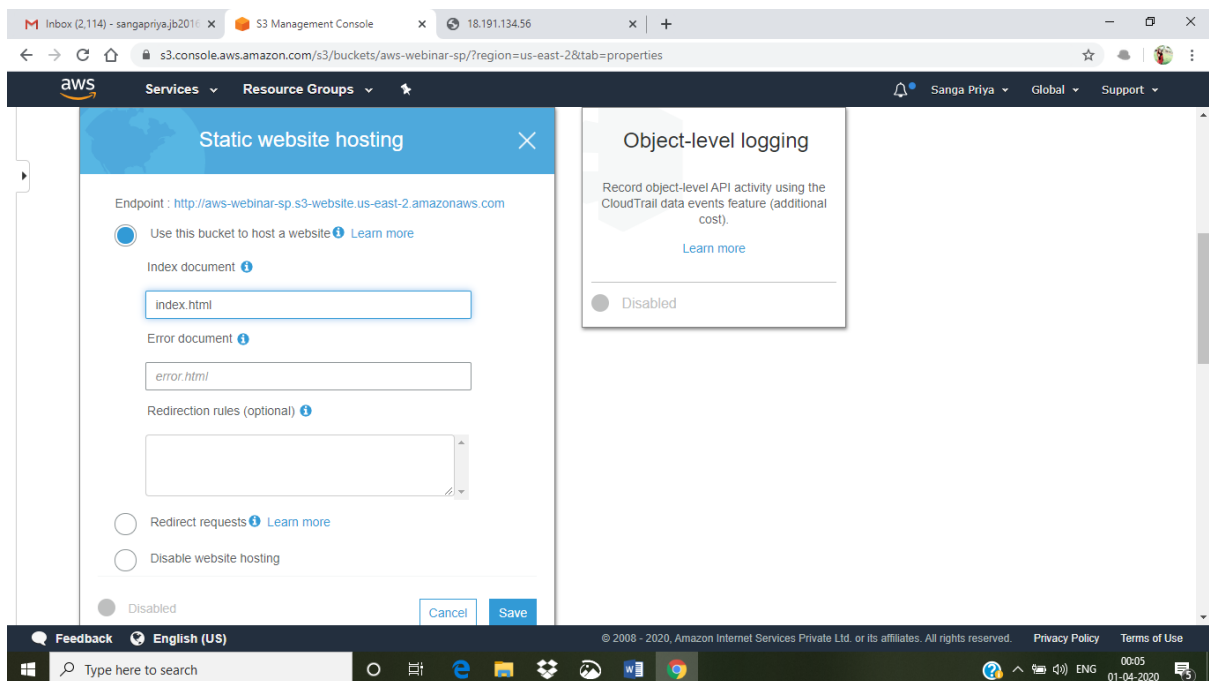 Inbox (2,114) - sangapriya.jb2016
S3 Management Console
18.191.134.56
s3.console.aws.amazon.com/s3/buckets/aws-webinar-sp/?region=us-east-2&tab=properties
aws
Services
Resource Groups
Sanga Priya
Global
Support
Static website hosting
Endpoint : http://aws-webinar-sp.s3-website.us-east-2.amazonaws.com
Use this bucket to host a website Learn more
Index document
index.html
Error document
error.html
Redirection rules (optional)
Redirect requests Learn more
Disable website hosting
Disabled
Cancel
Save
Object-level logging
Record object-level API activity using the
CloudTrail data events feature (additional
cost).
Learn more
Disabled
Feedback
English (US)
© 2008 - 2020, Amazon Internet Services Private Ltd. or its affiliates. All rights reserved.
Privacy Policy
Terms of Use
Type here to search
ENG
00:05
01-04-2020
5